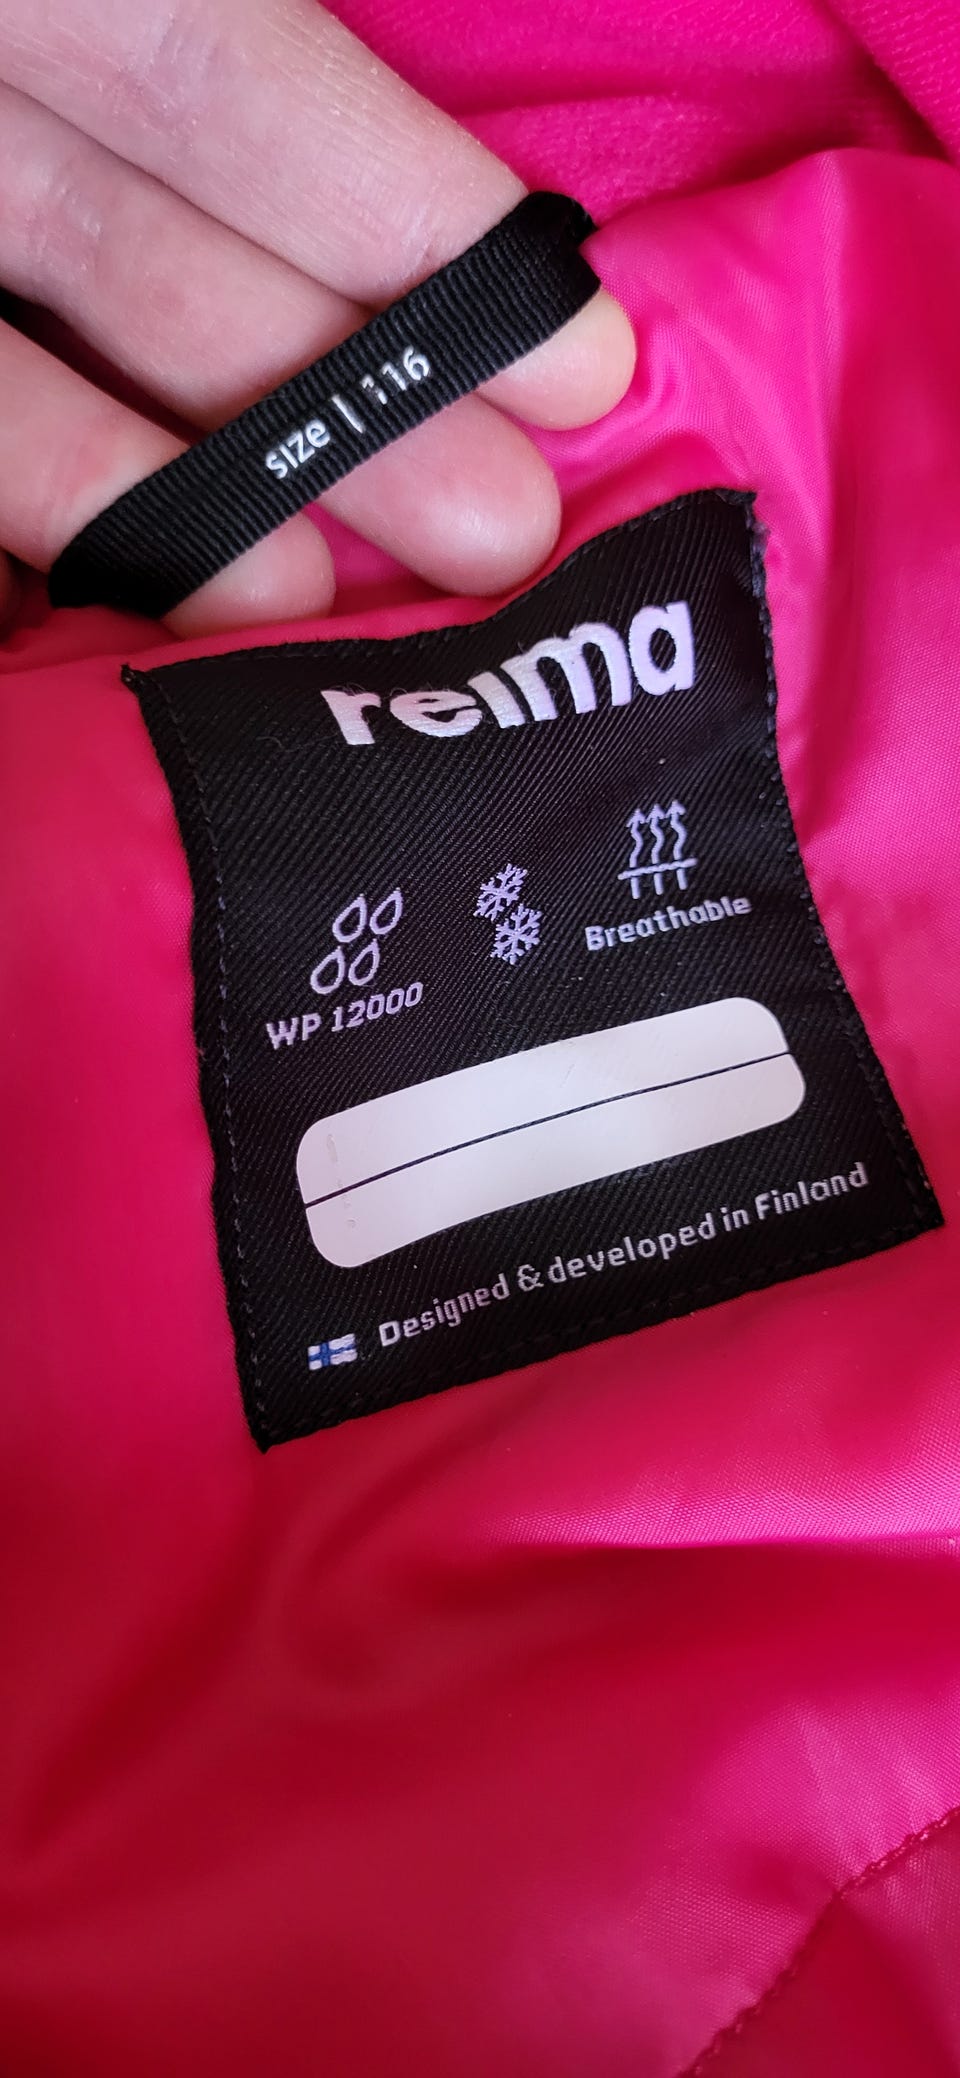 size | 116
reima
WP 12000
Breathable
Designed & developed in Finland